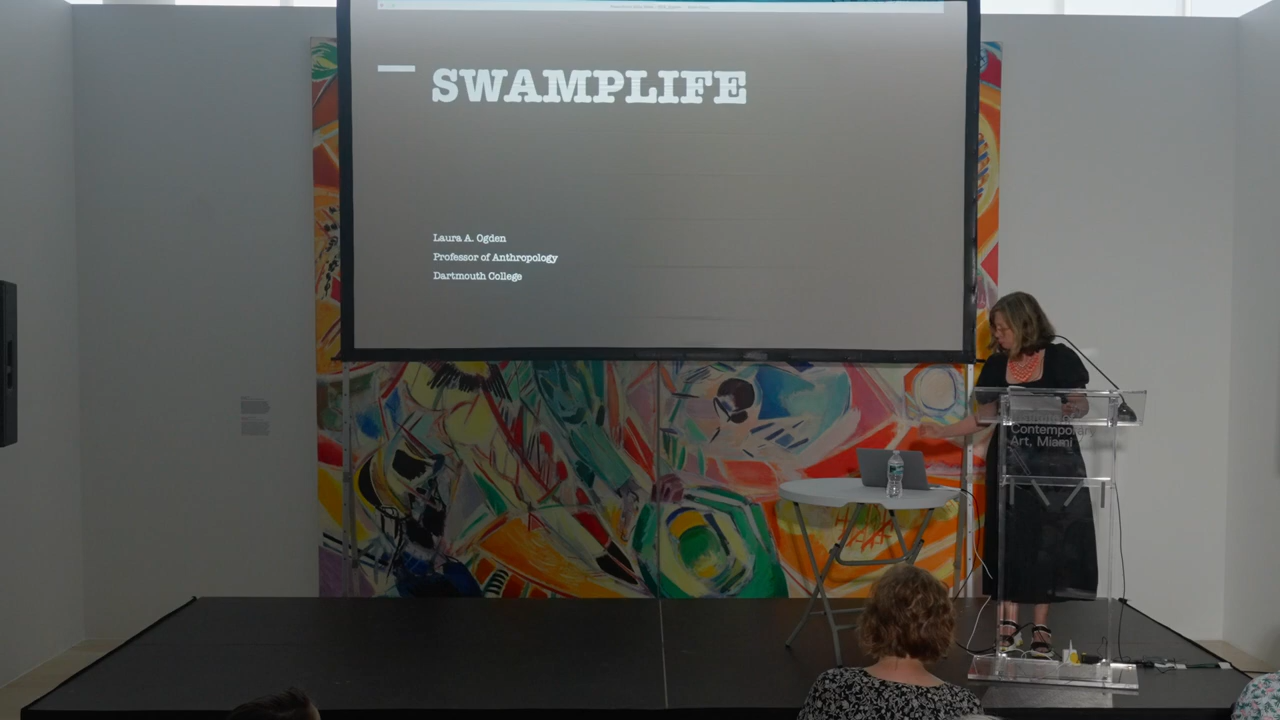 SWAMPLIFE
Laura A. Ogden
Professor of Anthropology
Dartmouth College
Contemporary
Art, Miami